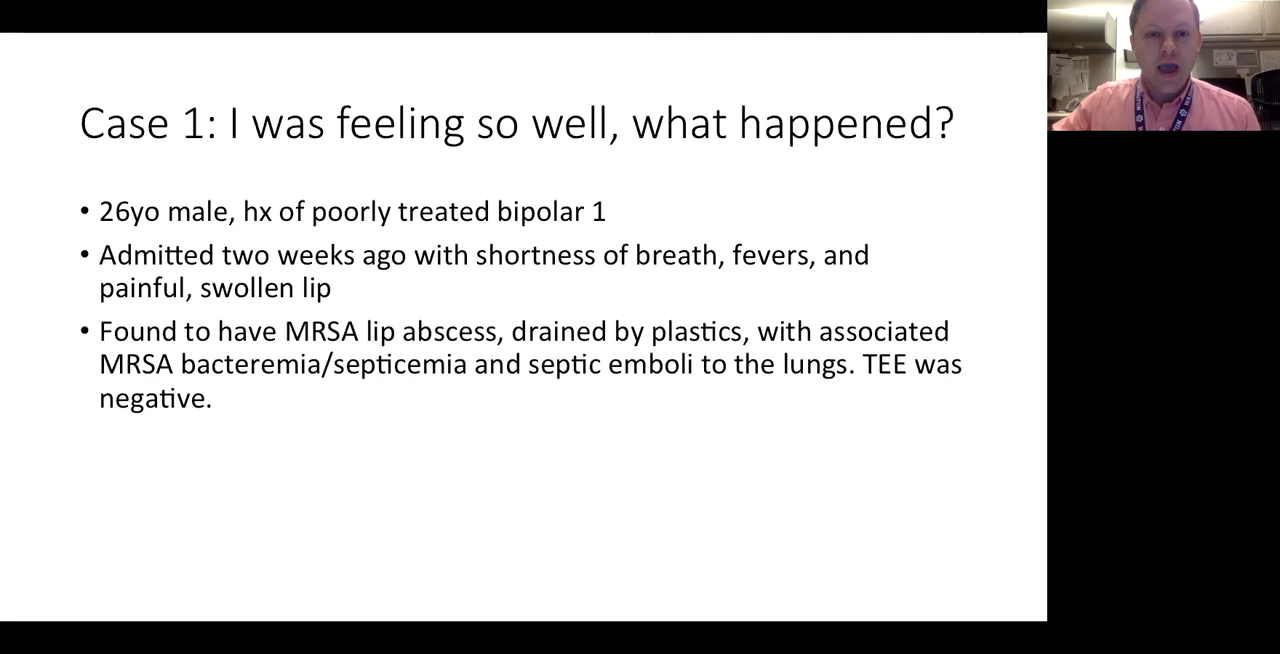 Case 1: I was feeling so well, what happened?
• 26yo male, hx of poorly treated bipolar 1
• Admitted two weeks ago with shortness of breath, fevers, and
painful, swollen lip
• Found to have MRSA lip abscess, drained by plastics, with associated
MRSA bacteremia/septicemia and septic emboli to the lungs. TEE was
negative.